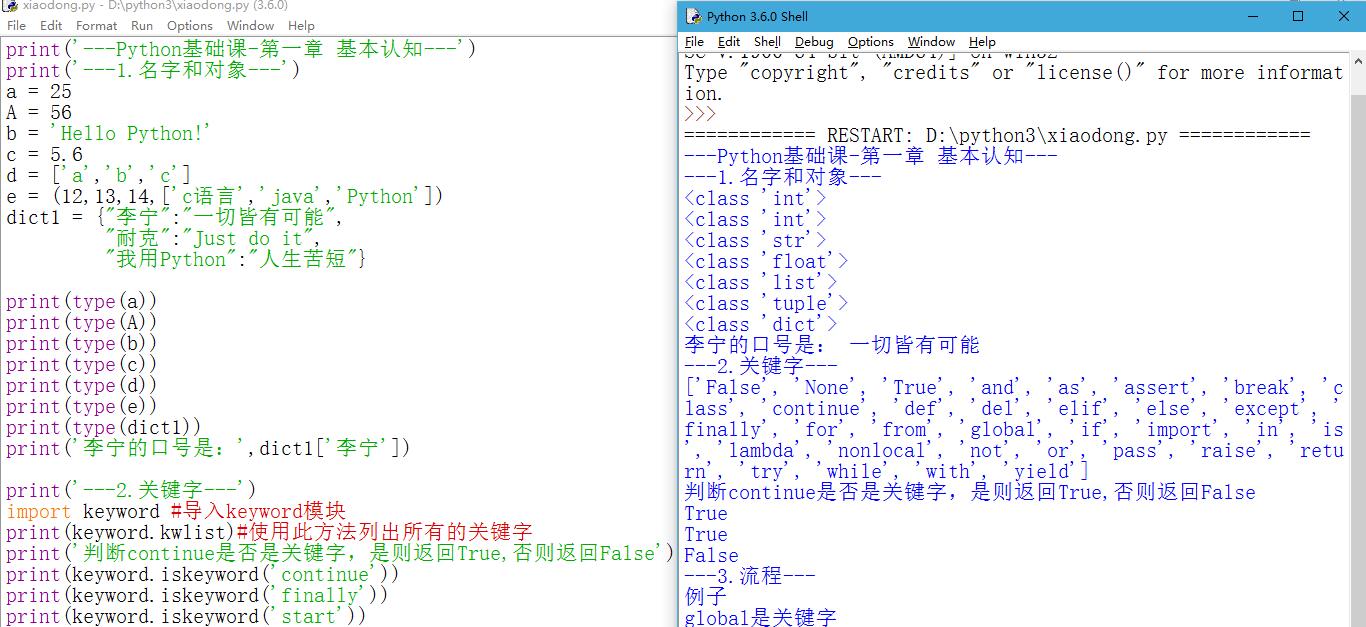 xiaodong.py - D:\python3\xiaodong.py (3.6.0)
File Edit Format Run Options Window Help
print('---Python基础课-第一章 基本认知---')
print('---1.名字和对象---')
a = 25
A = 56
b = 'Hello Python!'
c = 5.6
d = ['a','b','c']
e = (12,13,14,['c语言','java','Python'])
dict1 = {"李宁":"一切皆有可能",
"耐克":"Just do it",
"我用Python":"人生苦短"}
print(type(a))
print(type(A))
print(type(b))
print(type(c))
print(type(d))
print(type(e))
print(type(dict1))
print('李宁的口号是：',dict1['李宁'])
print('---2.关键字---')
import keyword #导入keyword模块
print(keyword.kwlist)#使用此方法列出所有的关键字
print('判断continue是否是关键字，是则返回True,否则返回False')
print(keyword.iskeyword('continue'))
print(keyword.iskeyword('finally'))
print(keyword.iskeyword('start'))
Python 3.6.0 Shell
File Edit Shell Debug Options Window Help
Type "copyright", "credits" or "license()" for more informat
ion.
>>>
============ RESTART: D:\python3\xiaodong.py ============
---Python基础课-第一章 基本认知---
---1.名字和对象---
<class 'int'>
<class 'int'>
<class 'str'>
<class 'float'>
<class 'list'>
<class 'tuple'>
<class 'dict'>
李宁的口号是： 一切皆有可能
---2.关键字---
['False', 'None', 'True', 'and', 'as', 'assert', 'break', 'c
lass', 'continue', 'def', 'del', 'elif', 'else', 'except', '
finally', 'for', 'from', 'global', 'if', 'import', 'in', 'is
', 'lambda', 'nonlocal', 'not', 'or', 'pass', 'raise', 'retu
rn', 'try', 'while', 'with', 'yield']
判断continue是否是关键字，是则返回True,否则返回False
True
True
False
---3.流程---
例子
global是关键字